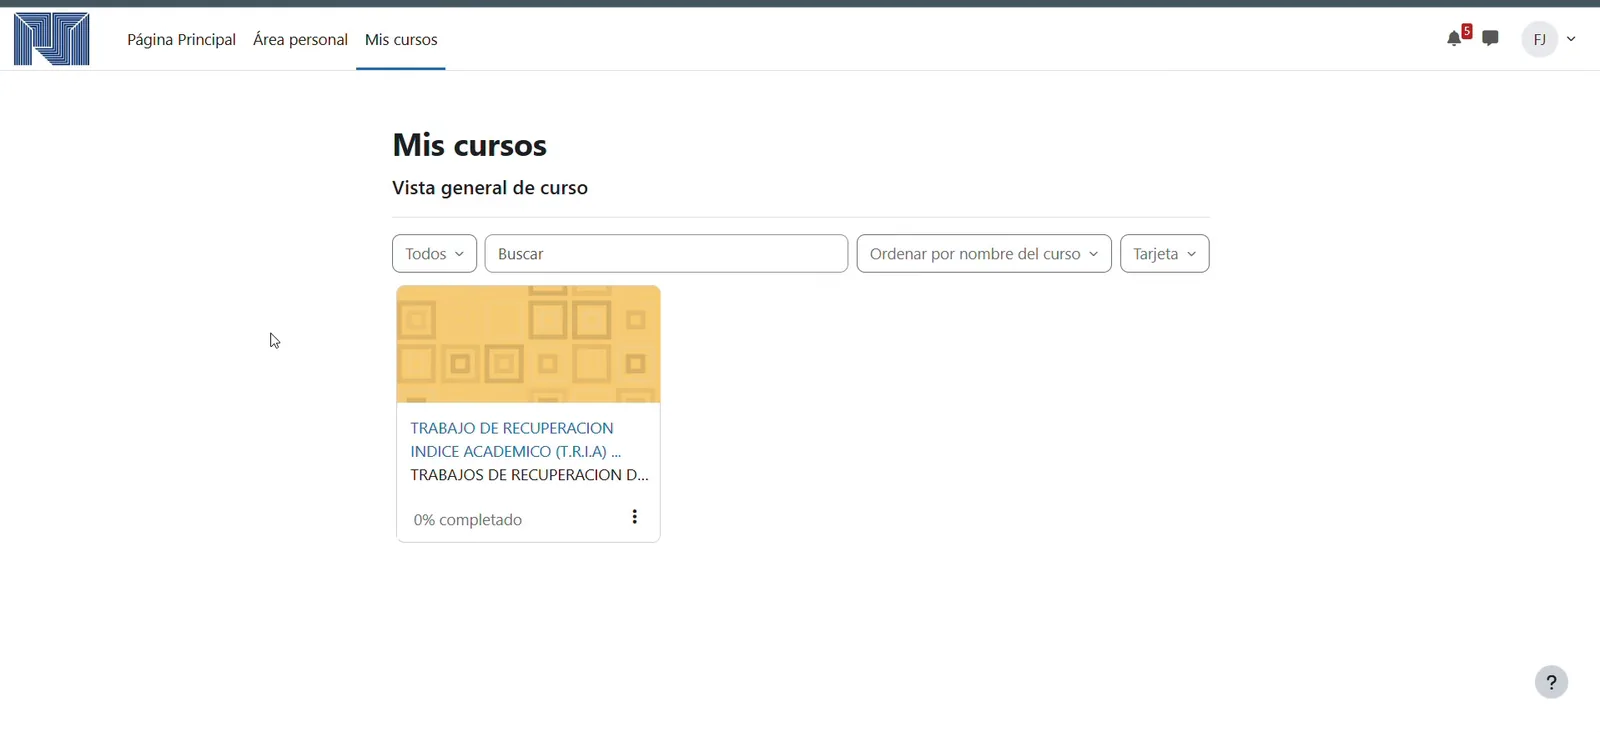 Página Principal Área personal Mis cursos 5 FJ
Mis cursos
Vista general de curso
Todos Buscar Ordenar por nombre del curso Tarjeta
TRABAJO DE RECUPERACION
INDICE ACADEMICO (T.R.I.A) ...
TRABAJOS DE RECUPERACION D...
0% completado
?